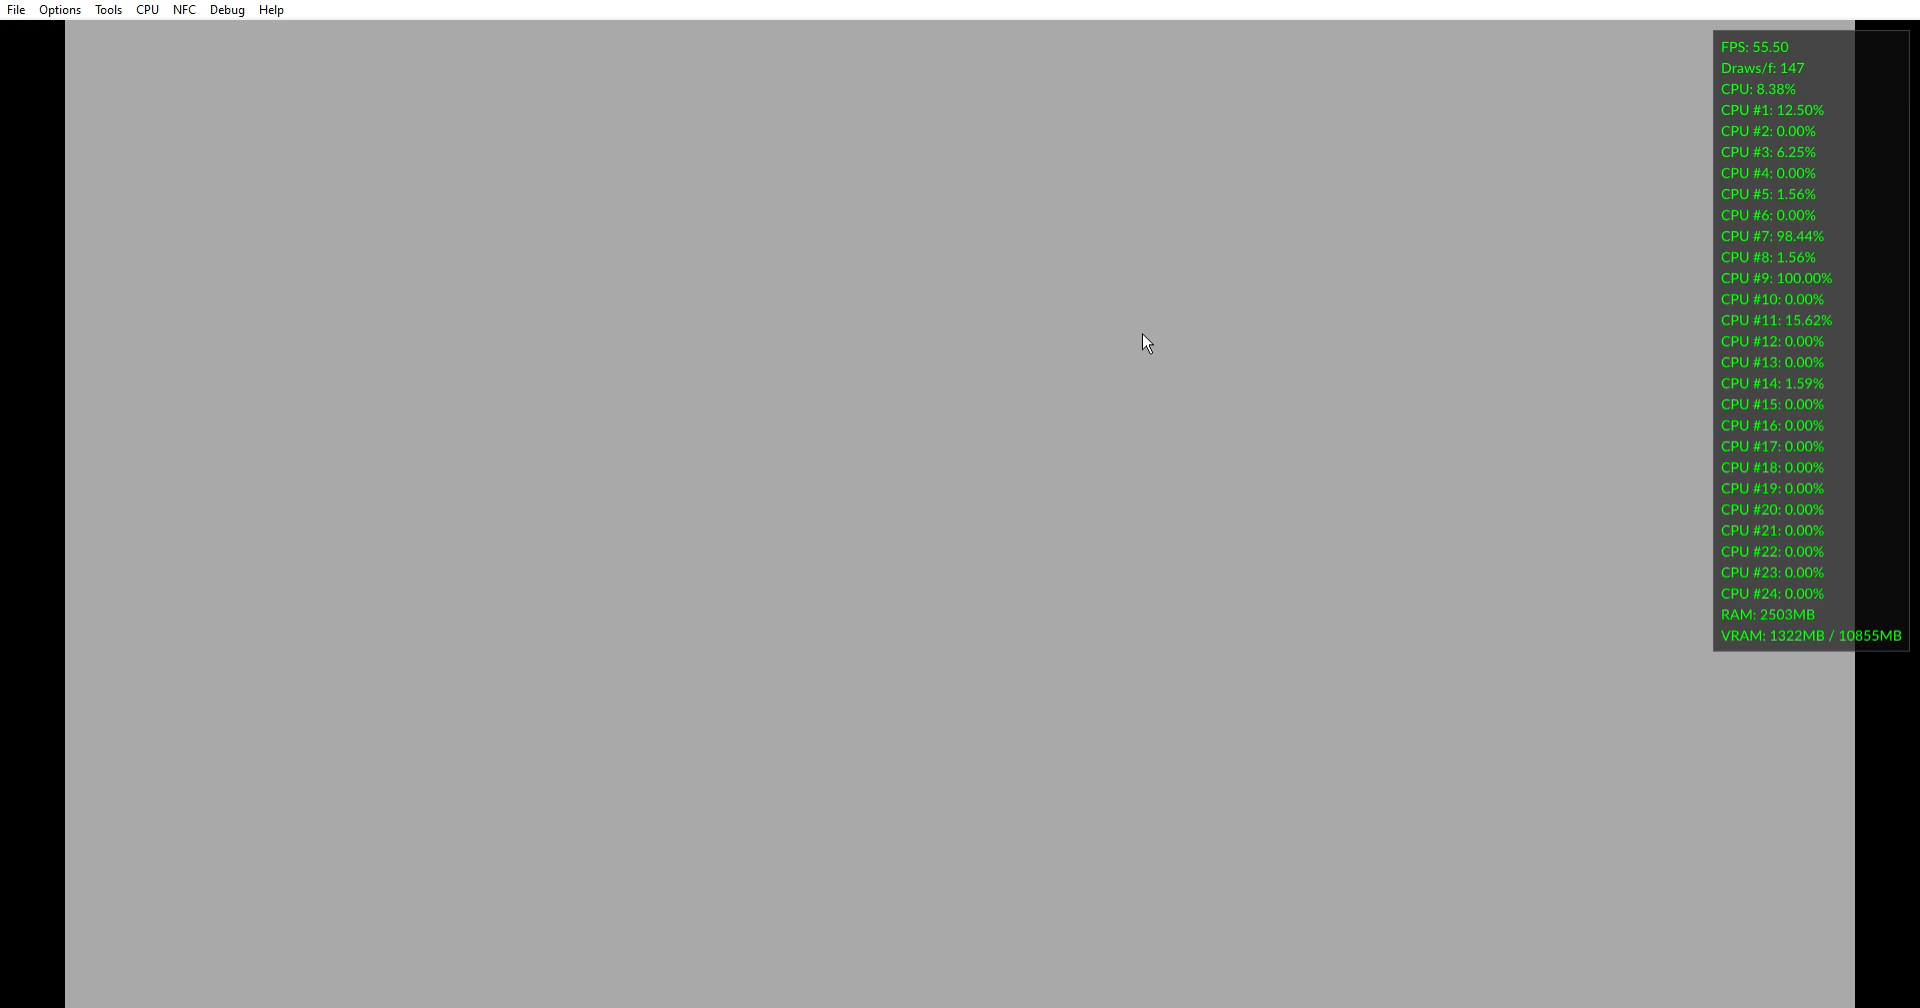 File Options Tools CPU NFC Debug Help
FPS: 55.50
Draws/f: 147
CPU: 8.38%
CPU #1: 12.50%
CPU #2: 0.00%
CPU #3: 6.25%
CPU #4: 0.00%
CPU #5: 1.56%
CPU #6: 0.00%
CPU #7: 98.44%
CPU #8: 1.56%
CPU #9: 100.00%
CPU #10: 0.00%
CPU #11: 15.62%
CPU #12: 0.00%
CPU #13: 0.00%
CPU #14: 1.59%
CPU #15: 0.00%
CPU #16: 0.00%
CPU #17: 0.00%
CPU #18: 0.00%
CPU #19: 0.00%
CPU #20: 0.00%
CPU #21: 0.00%
CPU #22: 0.00%
CPU #23: 0.00%
CPU #24: 0.00%
RAM: 2503MB
VRAM: 1322MB / 10855MB